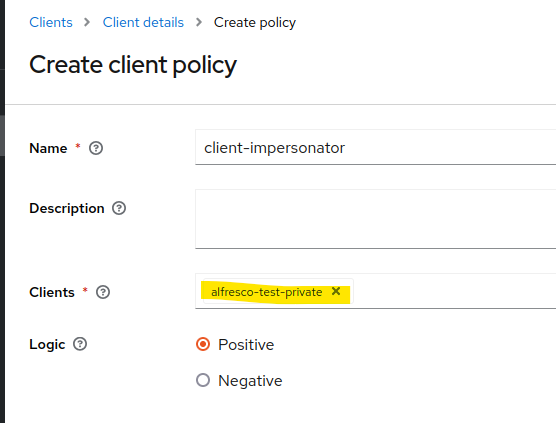 Clients > Client details > Create policy
Create client policy
Name * ? client-impersonator
Description ?
Clients * ? alfresco-test-private ×
Logic ? Positive
Negative